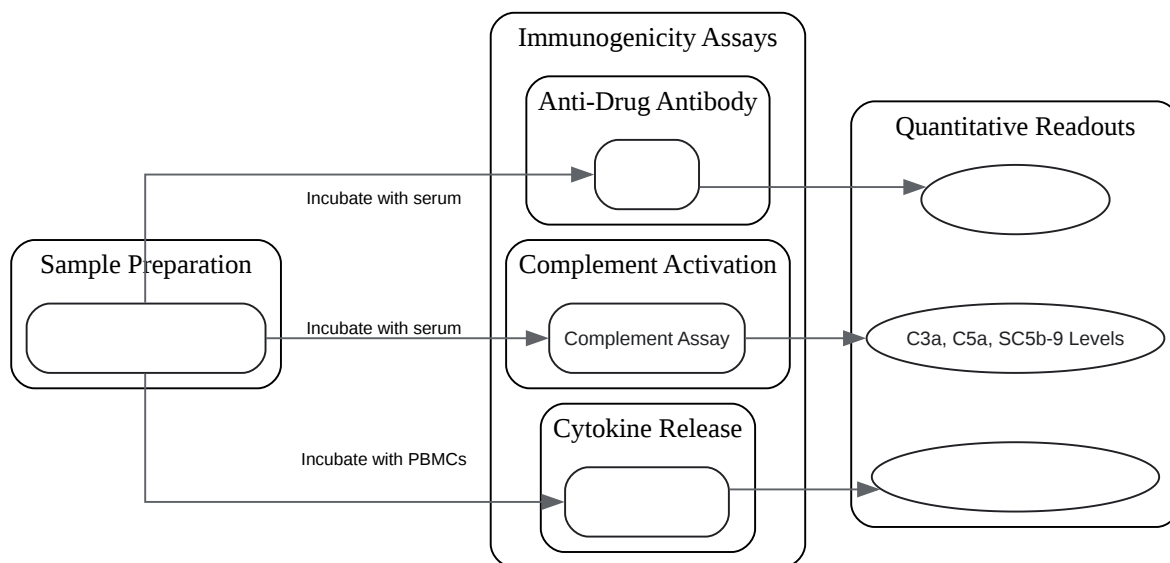 Immunogenicity Assays
Anti-Drug Antibody
Quantitative Readouts
Incubate with serum
Sample Preparation
Complement Activation
Incubate with serum
Complement Assay
C3a, C5a, SC5b-9 Levels
Cytokine Release
Incubate with PBMCs